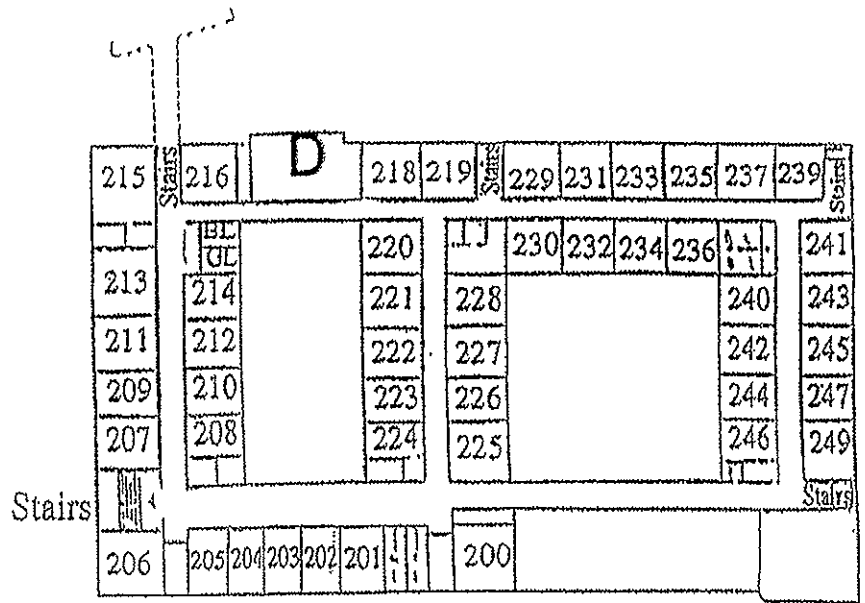 D
215 Stairs 216 218 219 Stairs 229 231 233 235 237 239 Stairs
BL
GL
220 230 232 234 236 241
213 214 221 228 240 243
211 212 222 227 242 245
209 210 223 226 244 247
207 208 224 225 246 249
Stairs Stairs
206 205 204 203 202 201 200